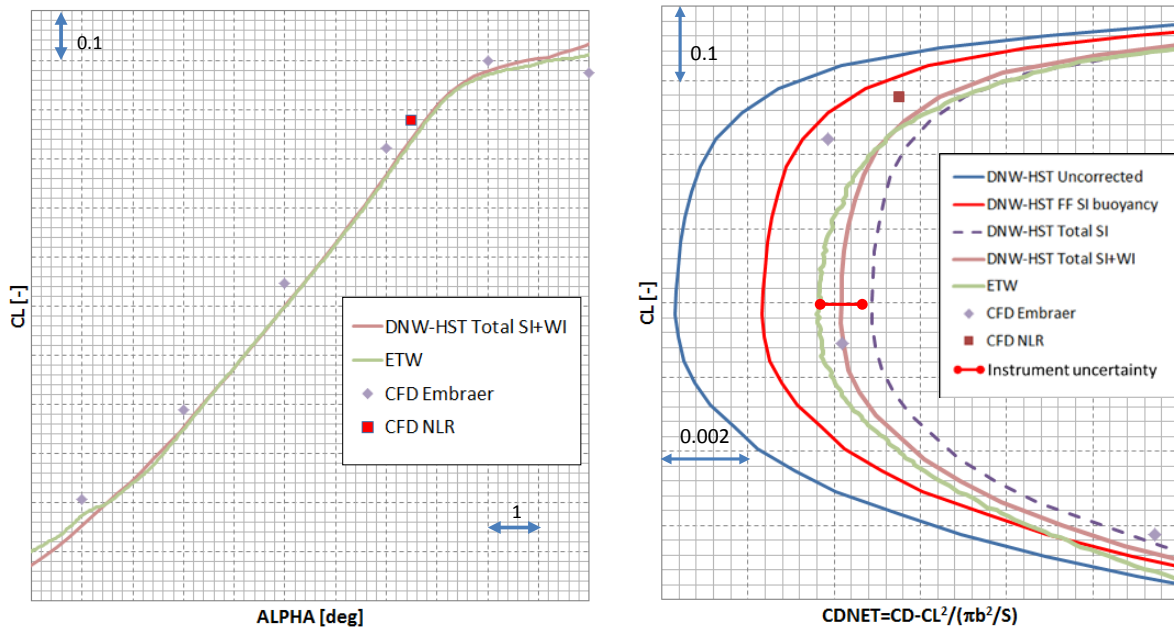 0.1
CL [-]
DNW-HST Total SI+WI
ETW
CFD Embraer
CFD NLR
1
ALPHA [deg]
0.1
CL [-]
DNW-HST Uncorrected
DNW-HST FF SI buoyancy
DNW-HST Total SI
DNW-HST Total SI+WI
ETW
CFD Embraer
CFD NLR
Instrument uncertainty
0.002
CDNET=CD-CL²/(πb²/S)